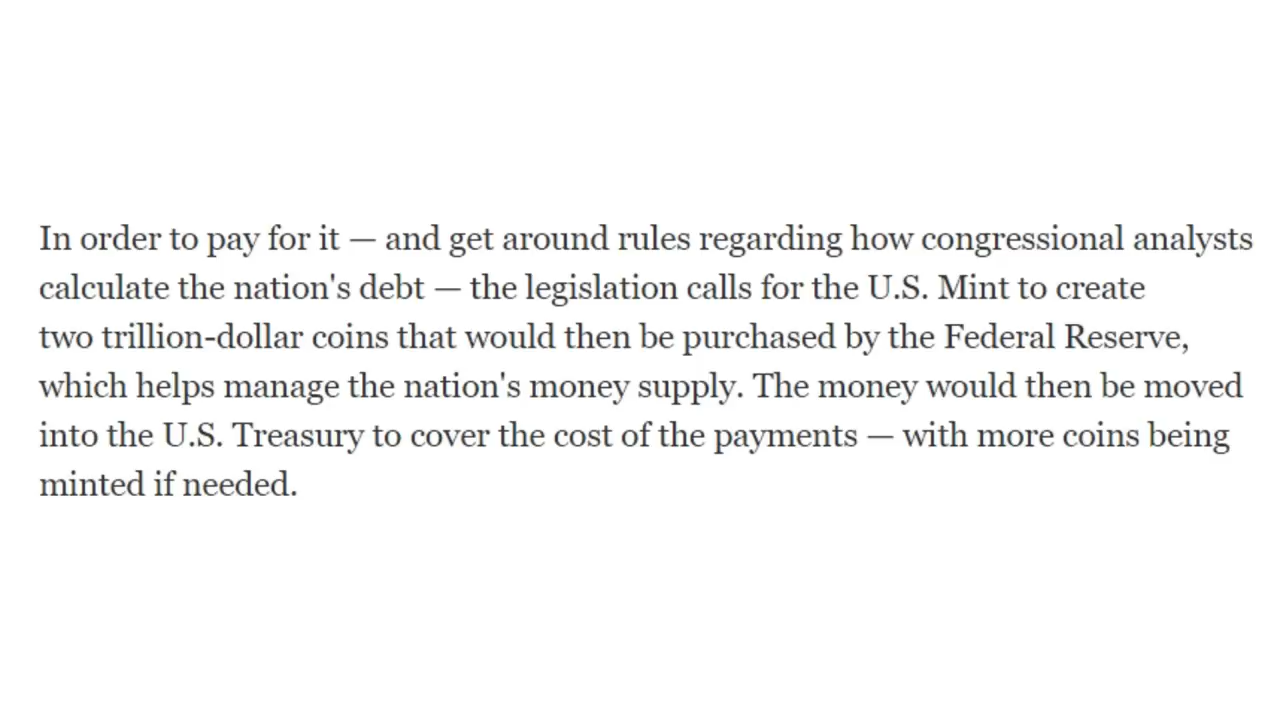 In order to pay for it — and get around rules regarding how congressional analysts
calculate the nation's debt — the legislation calls for the U.S. Mint to create
two trillion-dollar coins that would then be purchased by the Federal Reserve,
which helps manage the nation's money supply. The money would then be moved
into the U.S. Treasury to cover the cost of the payments — with more coins being
minted if needed.